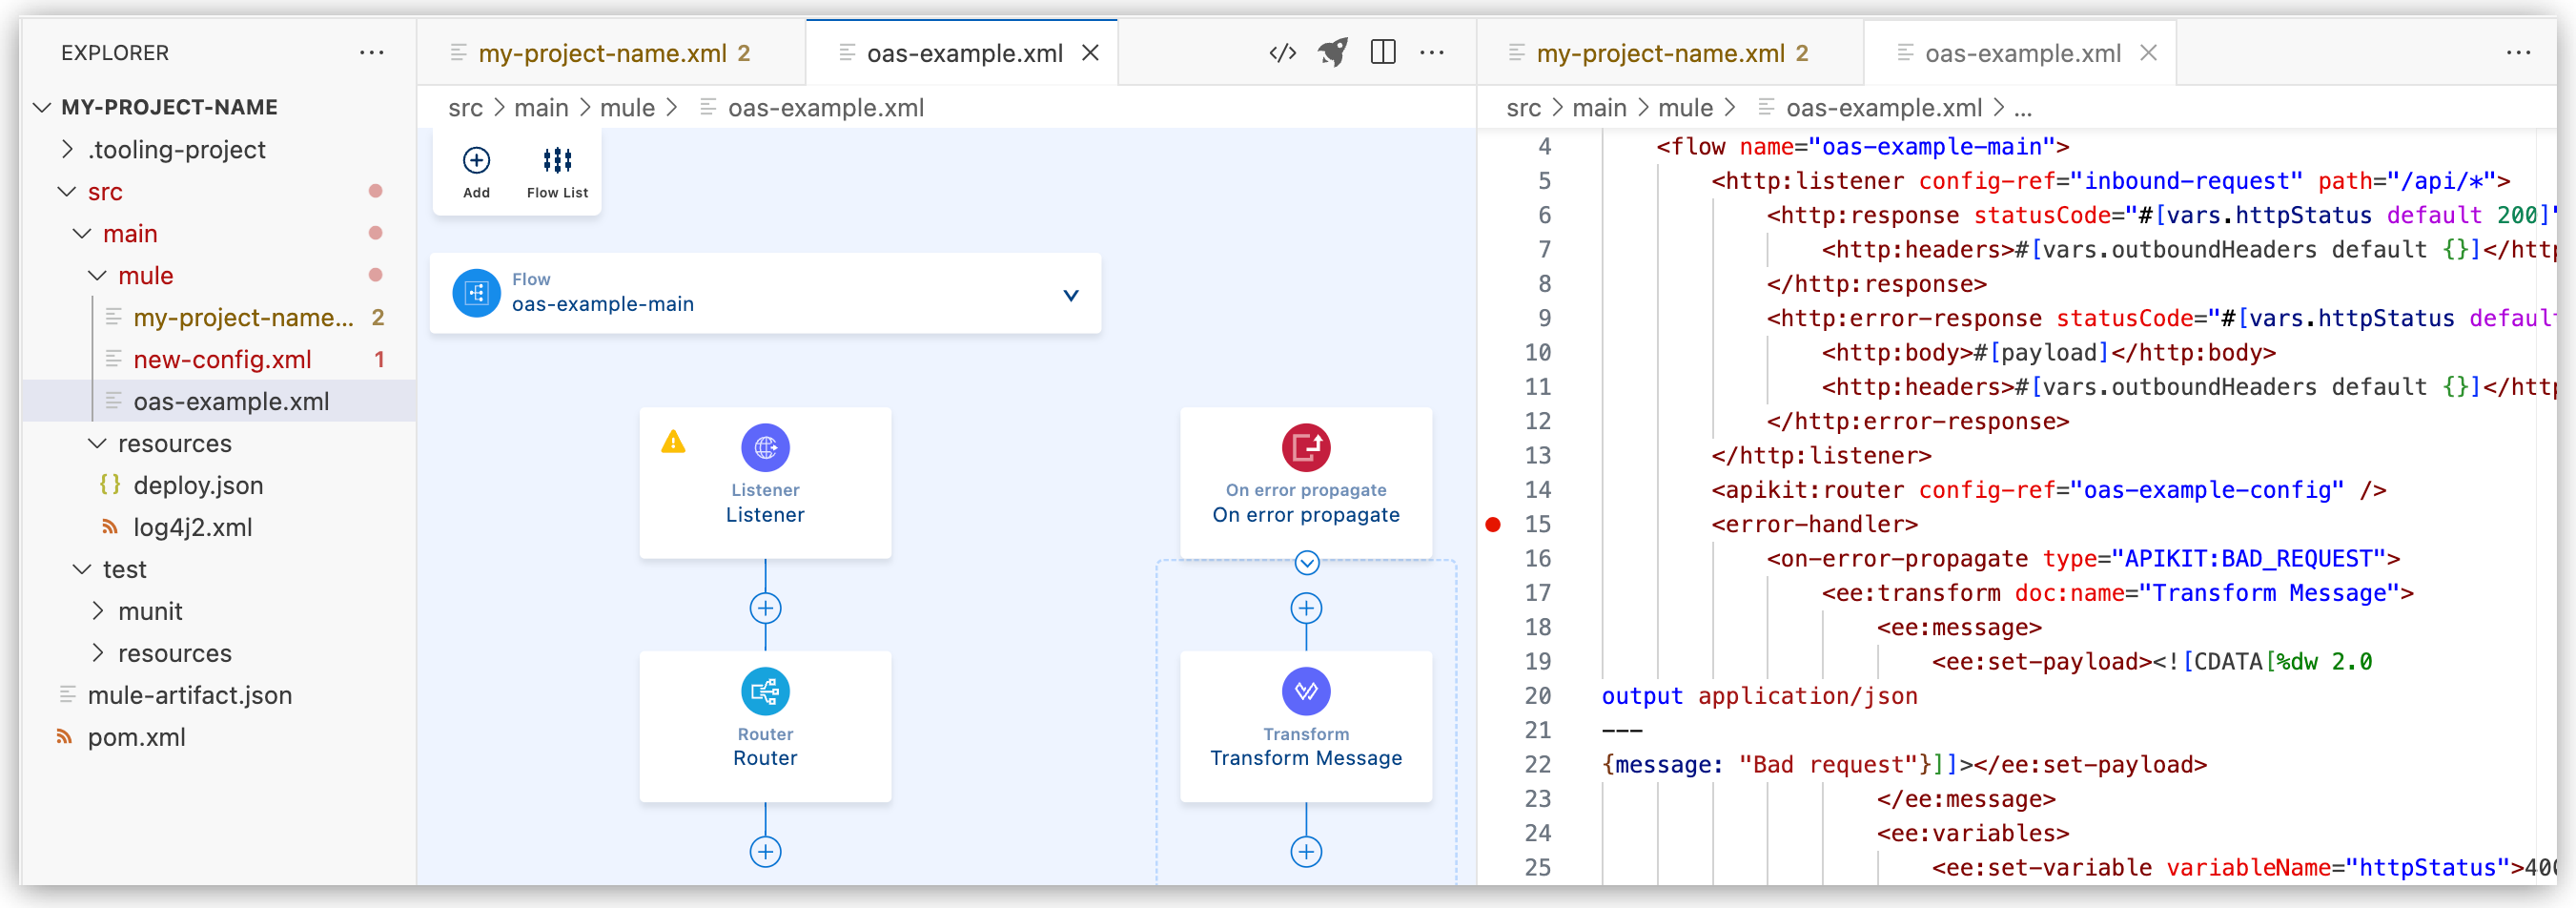 EXPLORER
MY-PROJECT-NAME
.tooling-project
src
main
mule
my-project-name... 2
new-config.xml 1
oas-example.xml
resources
deploy.json
log4j2.xml
test
munit
resources
mule-artifact.json
pom.xml
my-project-name.xml 2
oas-example.xml
src > main > mule > oas-example.xml
Add
Flow List
Flow
oas-example-main
Listener
Listener
Router
Router
On error propagate
On error propagate
Transform
Transform Message
my-project-name.xml 2
oas-example.xml
src > main > mule > oas-example.xml > ...
4 <flow name="oas-example-main">
5 <http:listener config-ref="inbound-request" path="/api/*">
6 <http:response statusCode="#[vars.httpStatus default 200]"
7 <http:headers>#[vars.outboundHeaders default {}]</http
8 </http:response>
9 <http:error-response statusCode="#[vars.httpStatus default
10 <http:body>#[payload]</http:body>
11 <http:headers>#[vars.outboundHeaders default {}]</http
12 </http:error-response>
13 </http:listener>
14 <apikit:router config-ref="oas-example-config" />
15 <error-handler>
16 <on-error-propagate type="APIKIT:BAD_REQUEST">
17 <ee:transform doc:name="Transform Message">
18 <ee:message>
19 <ee:set-payload><![CDATA[%dw 2.0
20 output application/json
21 ---
22 {message: "Bad request"}]]></ee:set-payload>
23 </ee:message>
24 <ee:variables>
25 <ee:set-variable variableName="httpStatus">400